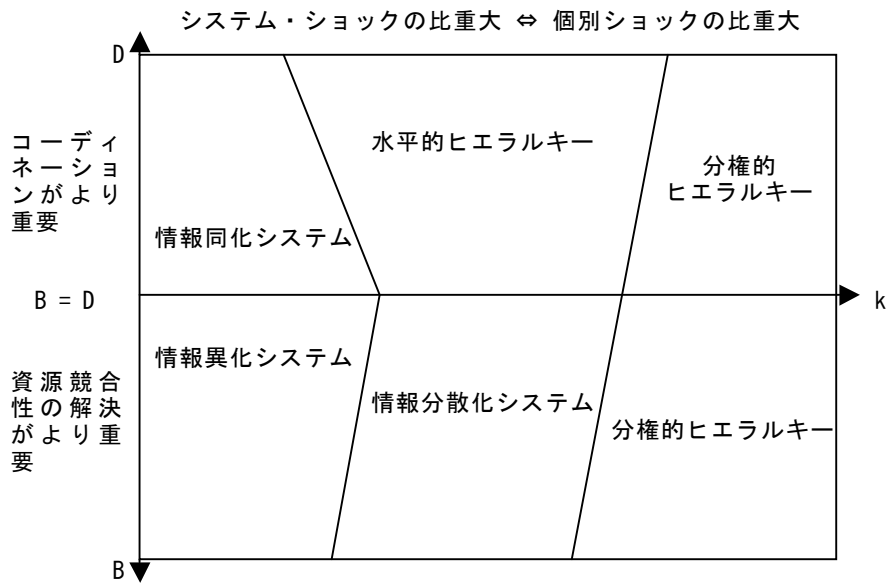 システム・ショックの比重大 ⇔ 個別ショックの比重大
D
コーディ
ネーショ
ンがより
重要
水平的ヒエラルキー
分権的
ヒエラルキー
情報同化システム
B = D
k
情報異化システム
資源競合
性の解決
がより重
要
情報分散化システム
分権的ヒエラルキー
B